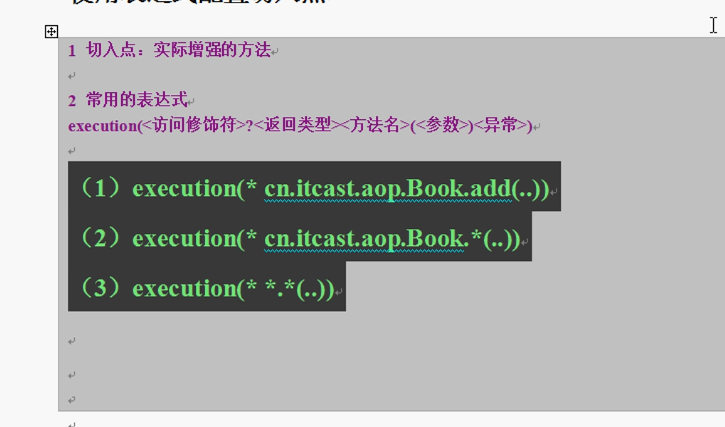 1 切入点：实际增强的方法
2 常用的表达式
execution(<访问修饰符>?<返回类型><方法名>(<参数>)<异常>)
（1）execution(* cn.itcast.aop.Book.add(..))
（2）execution(* cn.itcast.aop.Book.*(..))
（3）execution(* *.*(..))